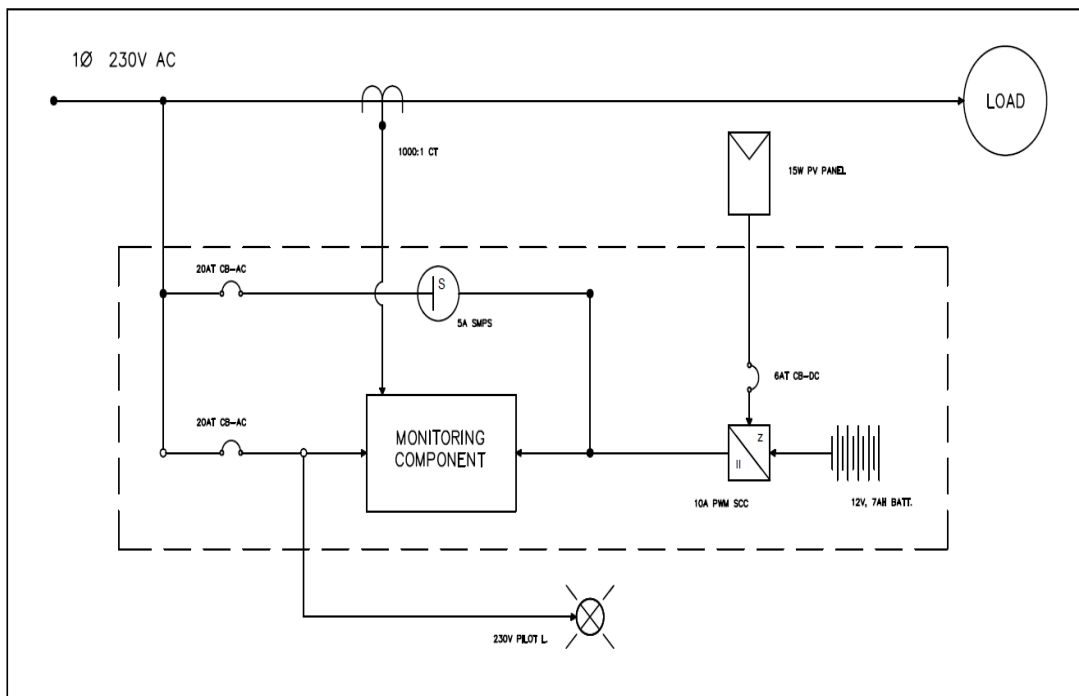 1Ø 230V AC
LOAD
1000:1 CT
15W PV PANEL
20AT CB-AC
S
5A SMPS
6AT CB-DC
20AT CB-AC
MONITORING
COMPONENT
Z
II
10A PWM SCC
12V, 7AH BATT.
230V PILOT L.